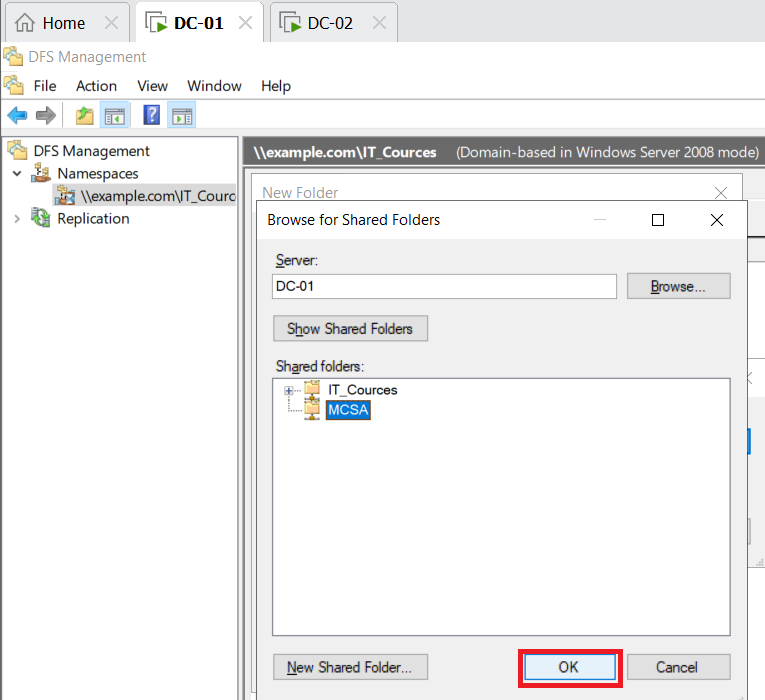 Home
DC-01
DC-02
DFS Management
File Action View Window Help
DFS Management
Namespaces
\\example.com\IT_Courc
Replication
\\example.com\IT_Cources (Domain-based in Windows Server 2008 mode)
New Folder
Browse for Shared Folders
Server:
DC-01
Browse...
Show Shared Folders
Shared folders:
IT_Cources
MCSA
New Shared Folder...
OK
Cancel